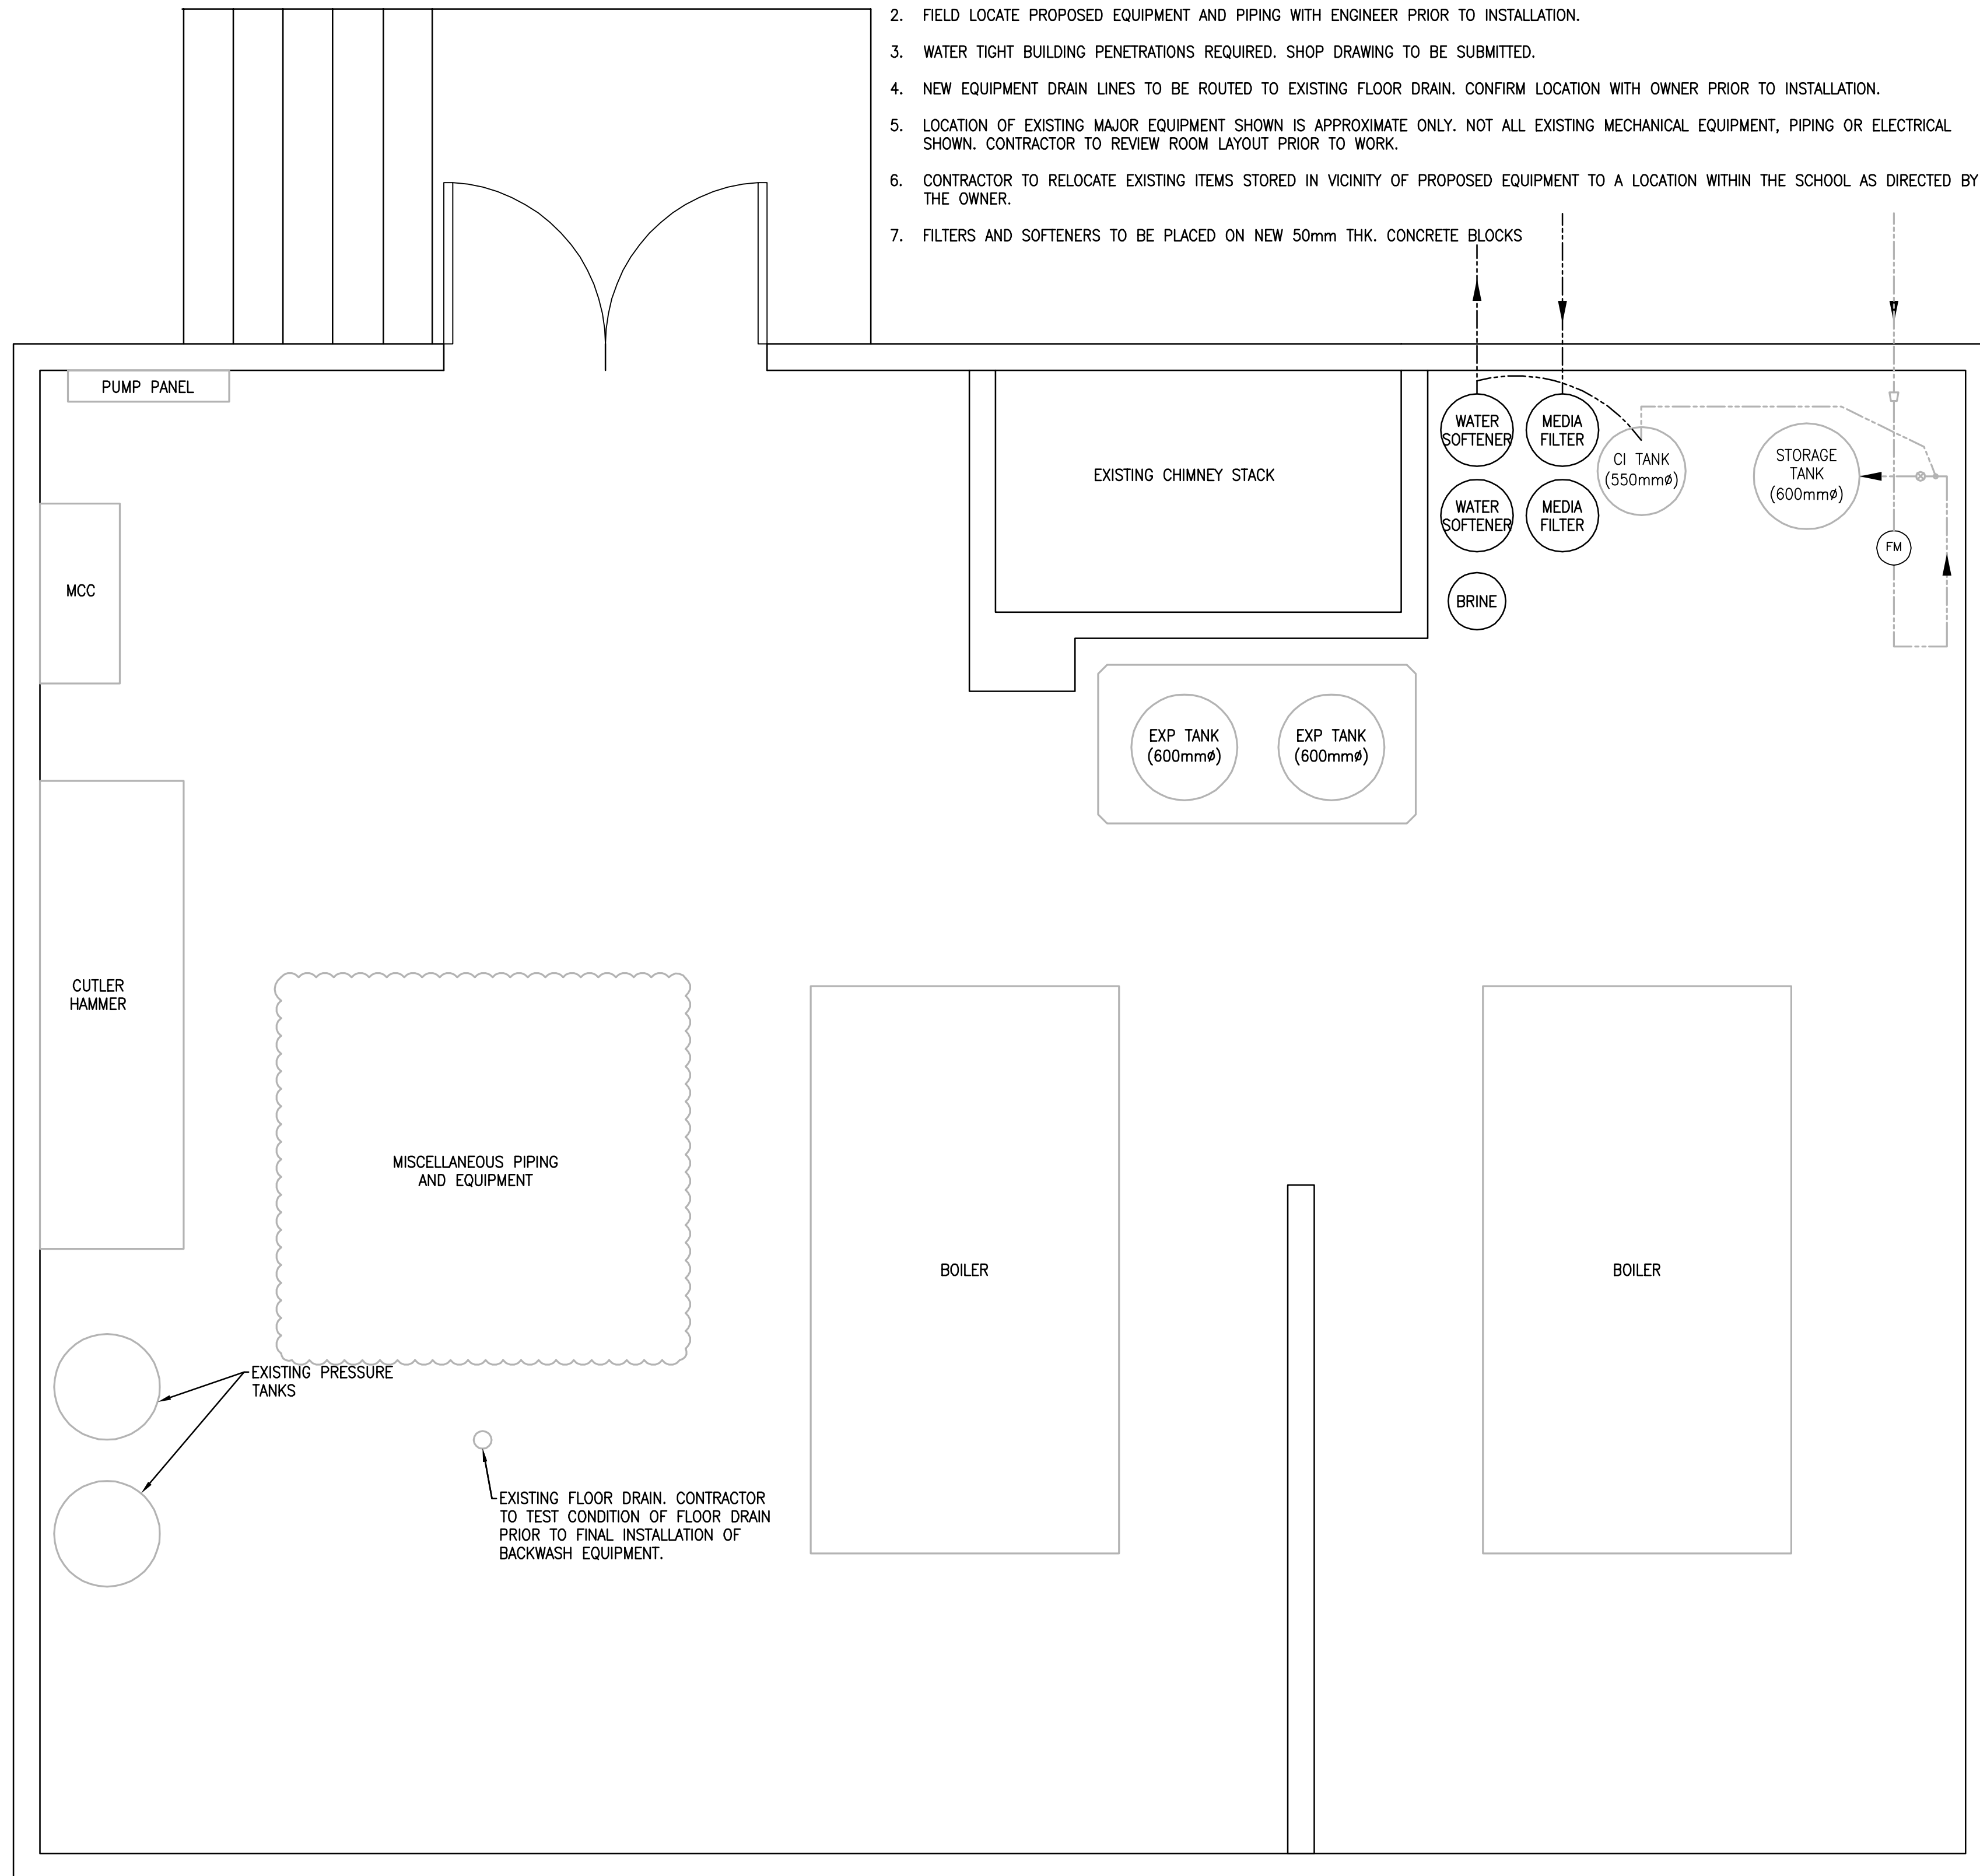 2. FIELD LOCATE PROPOSED EQUIPMENT AND PIPING WITH ENGINEER PRIOR TO INSTALLATION.
3. WATER TIGHT BUILDING PENETRATIONS REQUIRED. SHOP DRAWING TO BE SUBMITTED.
4. NEW EQUIPMENT DRAIN LINES TO BE ROUTED TO EXISTING FLOOR DRAIN. CONFIRM LOCATION WITH OWNER PRIOR TO INSTALLATION.
5. LOCATION OF EXISTING MAJOR EQUIPMENT SHOWN IS APPROXIMATE ONLY. NOT ALL EXISTING MECHANICAL EQUIPMENT, PIPING OR ELECTRICAL
SHOWN. CONTRACTOR TO REVIEW ROOM LAYOUT PRIOR TO WORK.
6. CONTRACTOR TO RELOCATE EXISTING ITEMS STORED IN VICINITY OF PROPOSED EQUIPMENT TO A LOCATION WITHIN THE SCHOOL AS DIRECTED BY
THE OWNER.
7. FILTERS AND SOFTENERS TO BE PLACED ON NEW 50mm THK. CONCRETE BLOCKS
PUMP PANEL
WATER
SOFTENER
MEDIA
FILTER
EXISTING CHIMNEY STACK
CI TANK
(550mmø)
STORAGE
TANK
(600mmø)
WATER
SOFTENER
MEDIA
FILTER
FM
MCC
BRINE
EXP TANK
(600mmø)
EXP TANK
(600mmø)
CUTLER
HAMMER
MISCELLANEOUS PIPING
AND EQUIPMENT
BOILER
BOILER
EXISTING PRESSURE
TANKS
EXISTING FLOOR DRAIN. CONTRACTOR
TO TEST CONDITION OF FLOOR DRAIN
PRIOR TO FINAL INSTALLATION OF
BACKWASH EQUIPMENT.